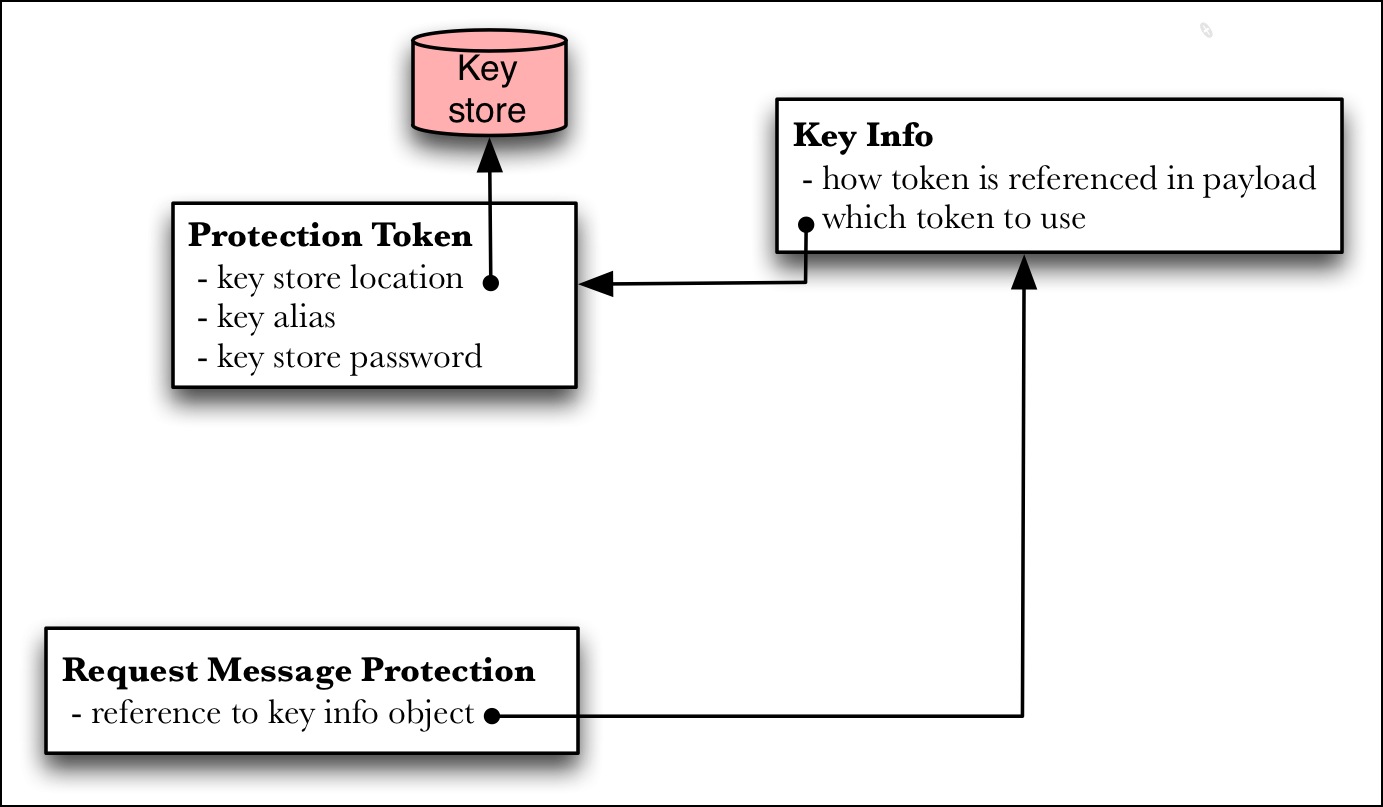 Key
store
Key Info
- how token is referenced in payload
which token to use
Protection Token
- key store location
- key alias
- key store password
Request Message Protection
- reference to key info object